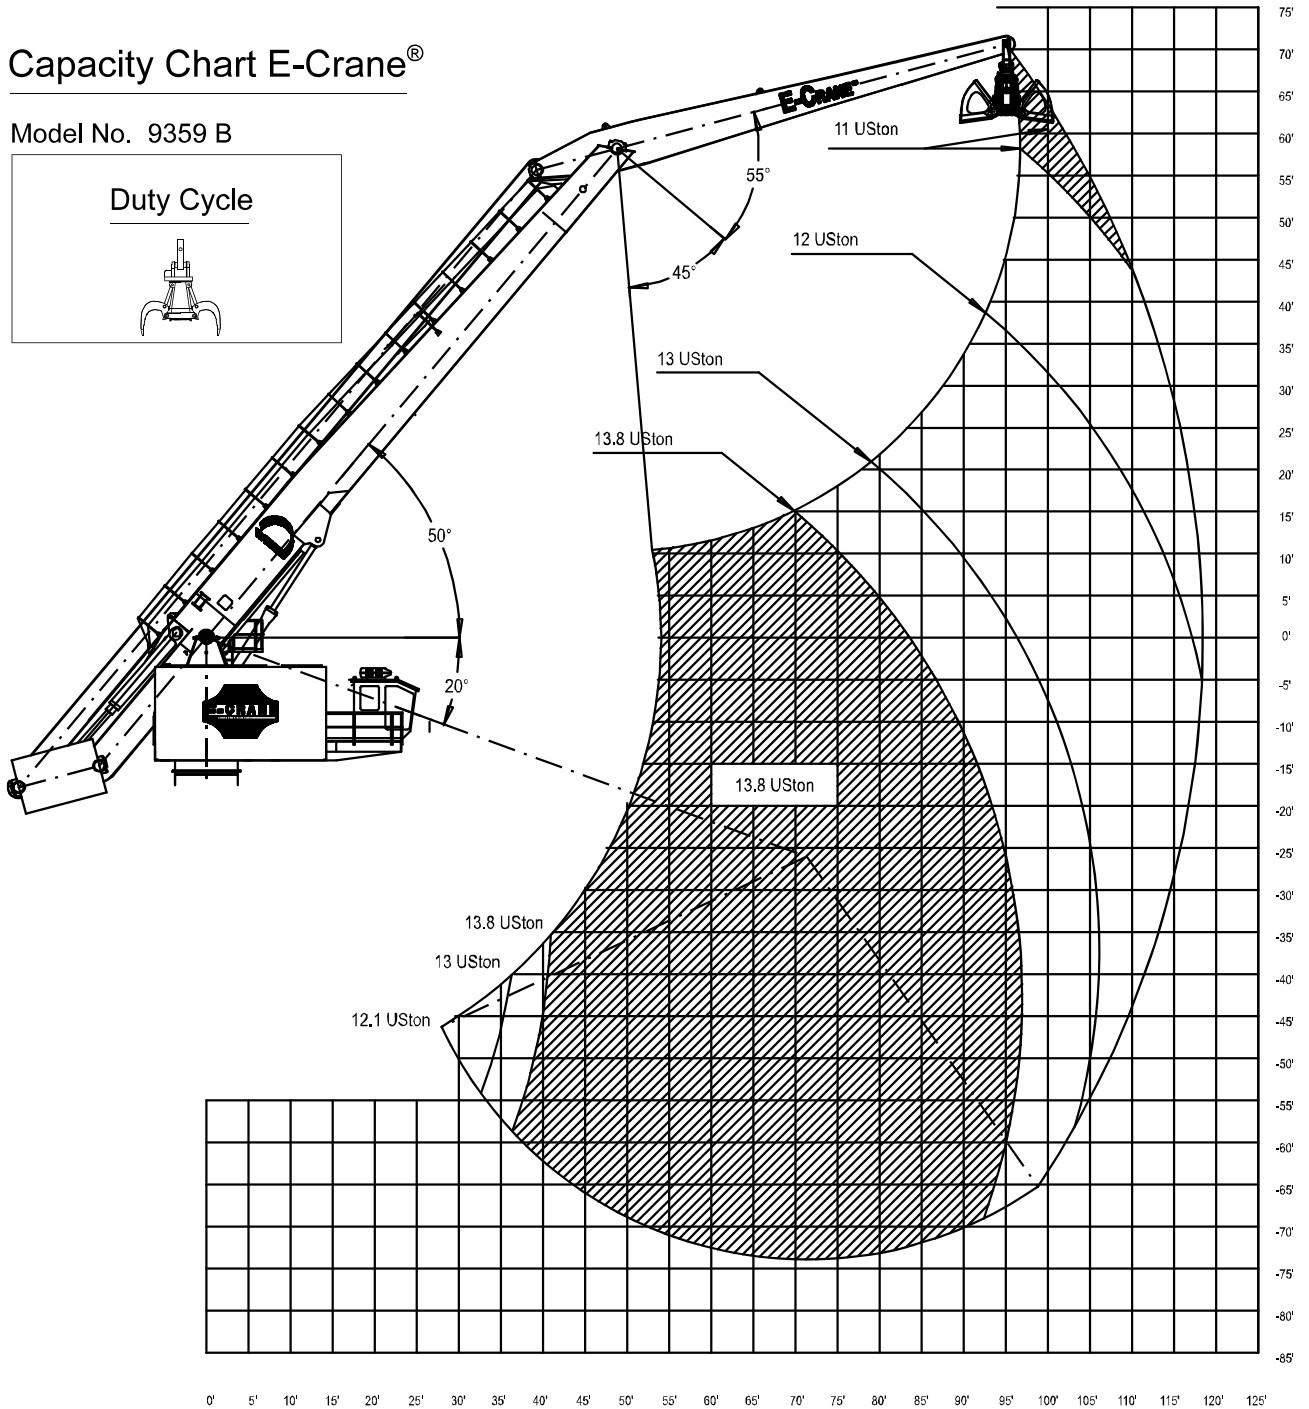 Capacity Chart E-Crane®
Model No. 9359 B
Duty Cycle
E-CRANE™
11 USton
12 USton
13 USton
13.8 USton
55°
45°
50°
20°
E-CRANE
13.8 USton
13.8 USton
13 USton
12.1 USton
75'
70'
65'
60'
55'
50'
45'
40'
35'
30'
25'
20'
15'
10'
5'
0'
-5'
-10'
-15'
-20'
-25'
-30'
-35'
-40'
-45'
-50'
-55'
-60'
-65'
-70'
-75'
-80'
-85'
0' 5' 10' 15' 20' 25' 30' 35' 40' 45' 50' 55' 60' 65' 70' 75' 80' 85' 90' 95' 100' 105' 110' 115' 120' 125'